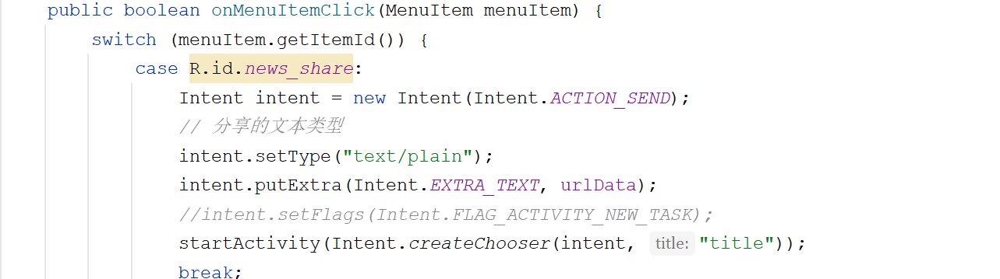 public boolean onMenuItemClick(MenuItem menuItem) {
switch (menuItem.getItemId()) {
case R.id.news_share:
Intent intent = new Intent(Intent.ACTION_SEND);
// 分享的文本类型
intent.setType("text/plain");
intent.putExtra(Intent.EXTRA_TEXT, urlData);
//intent.setFlags(Intent.FLAG_ACTIVITY_NEW_TASK);
startActivity(Intent.createChooser(intent, title: "title"));
break;